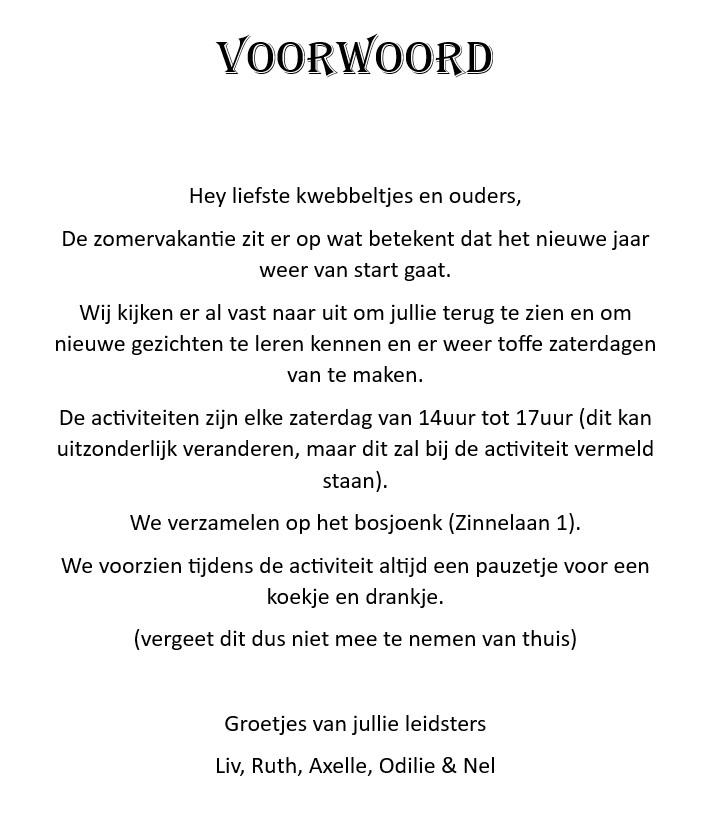 VOORWOORD
Hey liefste kwebbeltjes en ouders,
De zomervakantie zit er op wat betekent dat het nieuwe jaar
weer van start gaat.
Wij kijken er al vast naar uit om jullie terug te zien en om
nieuwe gezichten te leren kennen en er weer toffe zaterdagen
van te maken.
De activiteiten zijn elke zaterdag van 14uur tot 17uur (dit kan
uitzonderlijk veranderen, maar dit zal bij de activiteit vermeld
staan).
We verzamelen op het bosjoenk (Zinnelaan 1).
We voorzien tijdens de activiteit altijd een pauzetje voor een
koekje en drankje.
(vergeet dit dus niet mee te nemen van thuis)
Groetjes van jullie leidsters
Liv, Ruth, Axelle, Odilie & Nel